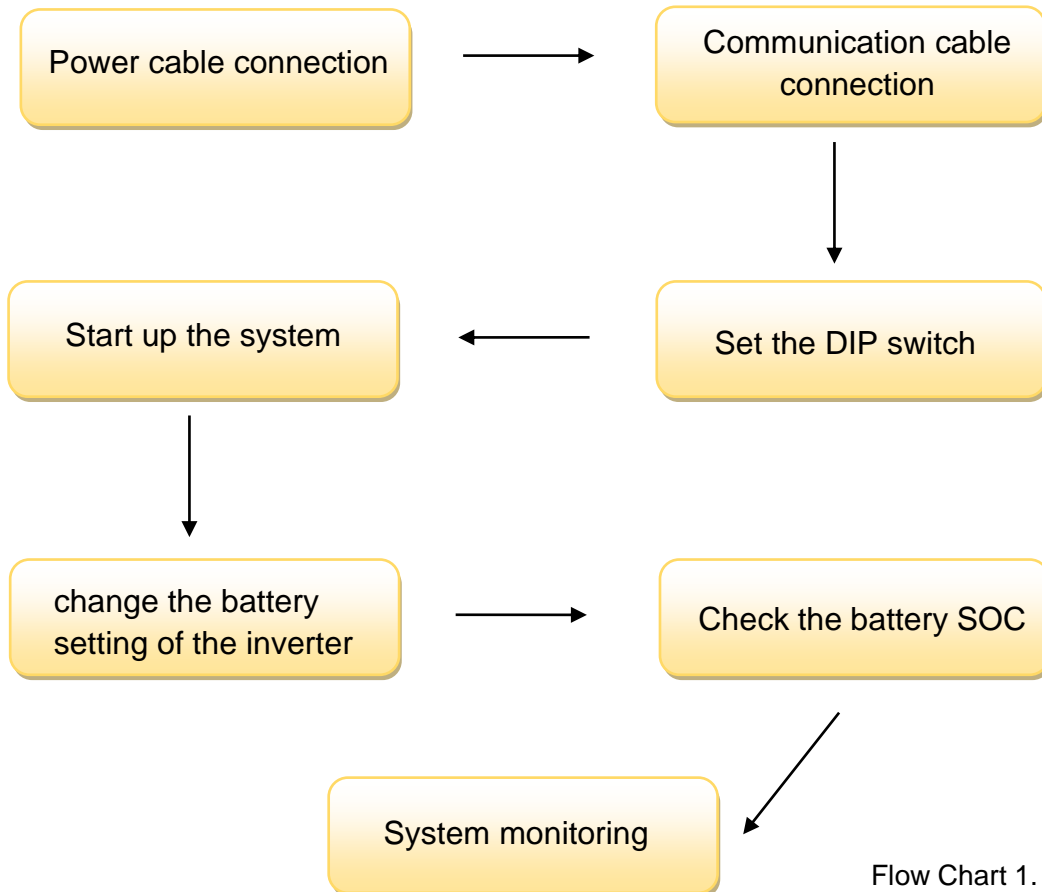 Power cable connection
Communication cable
connection
Set the DIP switch
Start up the system
change the battery
setting of the inverter
Check the battery SOC
System monitoring
Flow Chart 1.